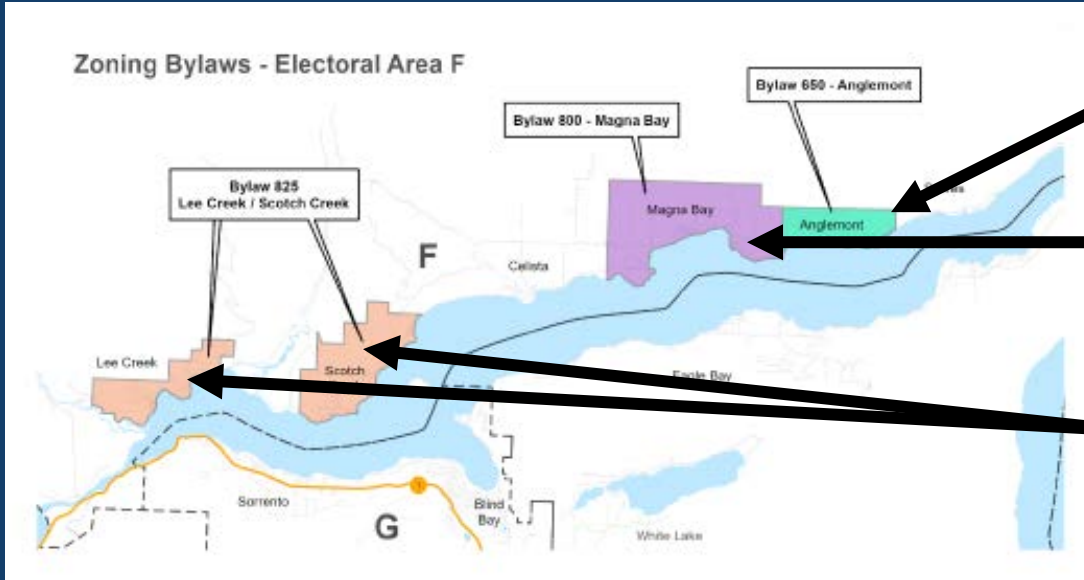 Zoning Bylaws - Electoral Area F
Bylaw 650 - Anglemont
Bylaw 800 - Magna Bay
Bylaw 825
Lee Creek / Scotch Creek
Magna Bay
Anglemont
F
Celista
Lee Creek
Scotch
Eagle Bay
1
Sorrento
G
Blind
Bay
White Lake